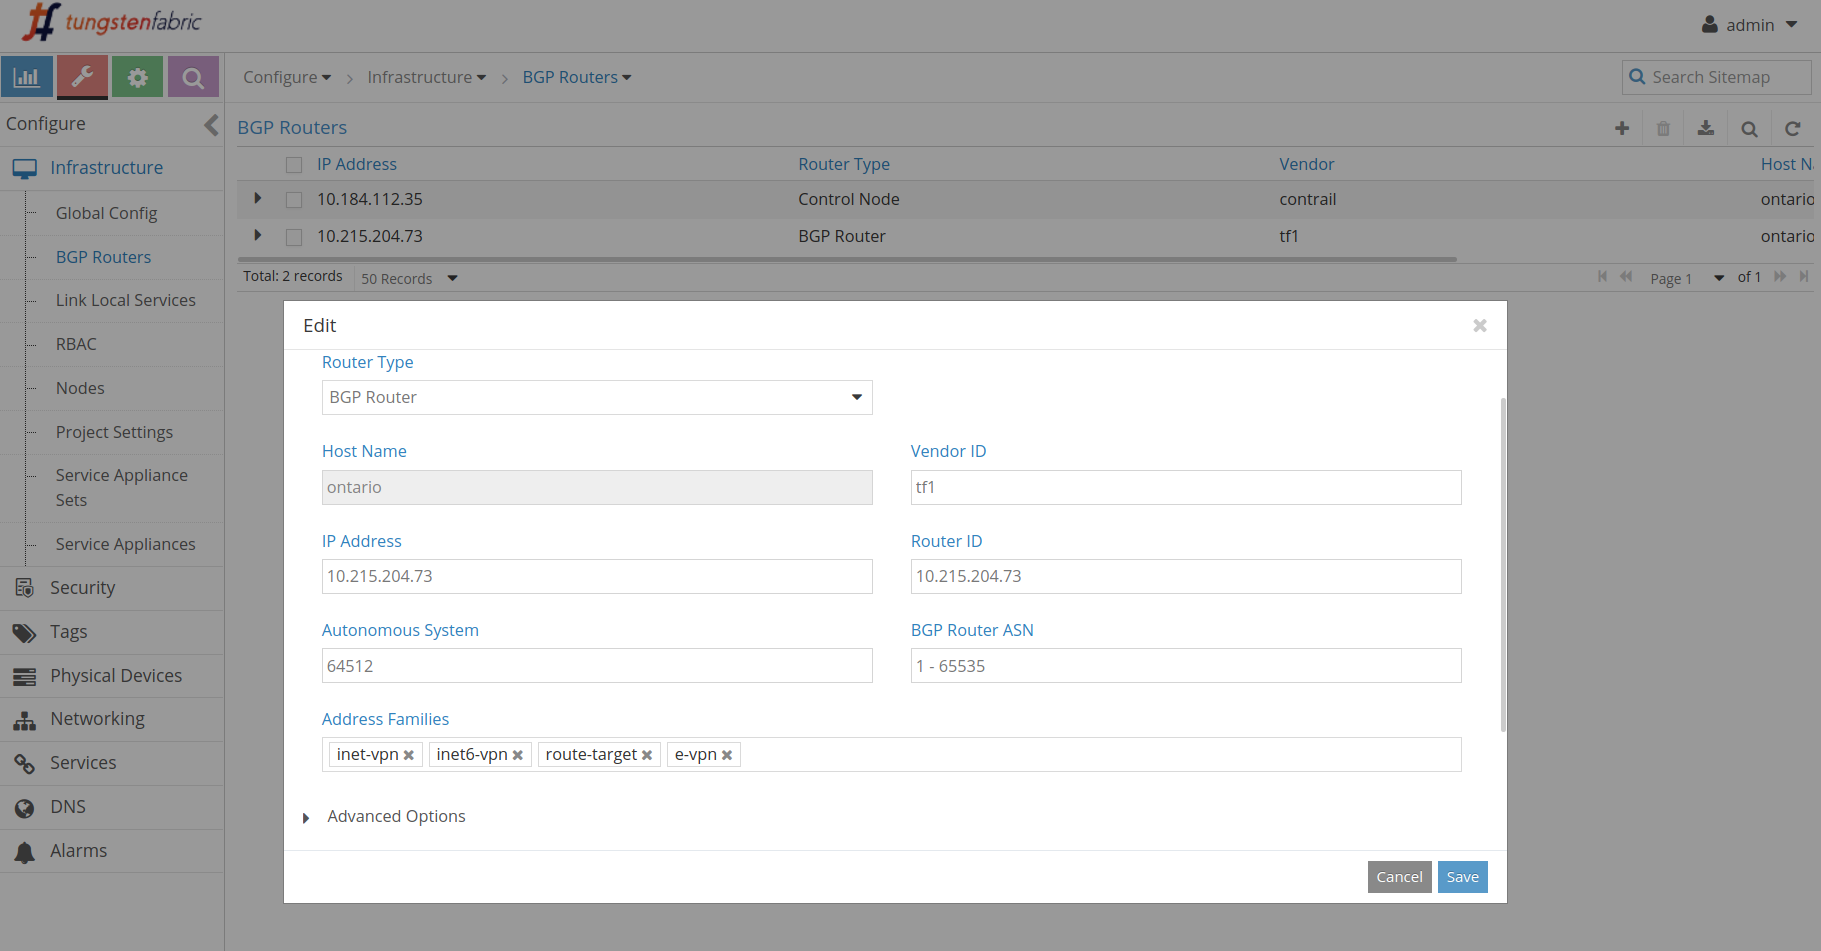 tungstenfabric
admin
Configure
Infrastructure
BGP Routers
Search Sitemap
Configure
Infrastructure
Global Config
BGP Routers
Link Local Services
RBAC
Nodes
Project Settings
Service Appliance
Sets
Service Appliances
Security
Tags
Physical Devices
Networking
Services
DNS
Alarms
BGP Routers
IP Address Router Type Vendor Host N
10.184.112.35 Control Node contrail ontario
10.215.204.73 BGP Router tf1 ontario
Total: 2 records 50 Records Page 1 of 1
Edit
Router Type
BGP Router
Host Name Vendor ID
ontario tf1
IP Address Router ID
10.215.204.73 10.215.204.73
Autonomous System BGP Router ASN
64512 1 - 65535
Address Families
inet-vpn inet6-vpn route-target e-vpn
Advanced Options
Cancel Save